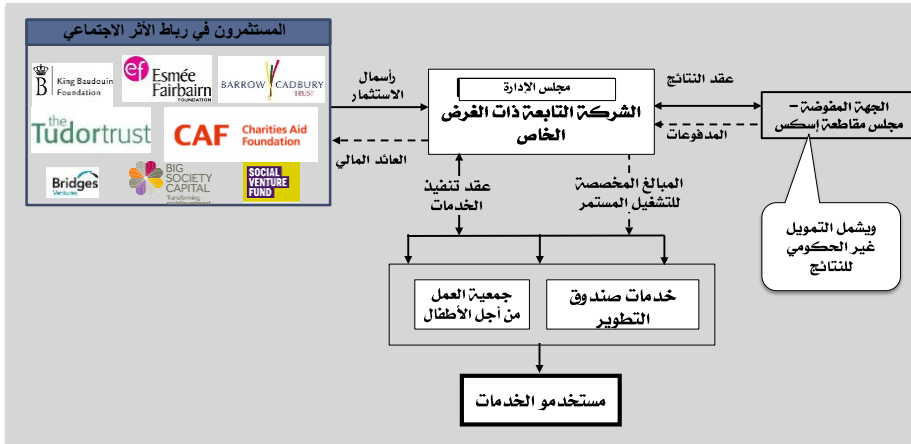 المستثمرون في رباط الأثر الاجتماعي
King Baudouin
Foundation
ef Esmée
Fairbairn
FOUNDATION
BARROW CADBURY
TRUST
the
Tudortrust
CAF Charities Aid
Foundation
Bridges
Ventures
BIG
SOCIETY
CAPITAL
SOCIAL
VENTURE
FUND
رأسمال
الاستثمار
العائد المالي
مجلس الإدارة
الشركة التابعة ذات الغرض
الخاص
عقد النتائج
المدفوعات
الجهة المفوضة –
مجلس مقاطعة إسكس
ويشمل التمويل
غير الحكومي
للنتائج
عقد تنفيذ
الخدمات
المبالغ المخصصة
للتشغيل المستمر
جمعية العمل
من أجل الأطفال
خدمات صندوق
التطوير
مستخدمو الخدمات